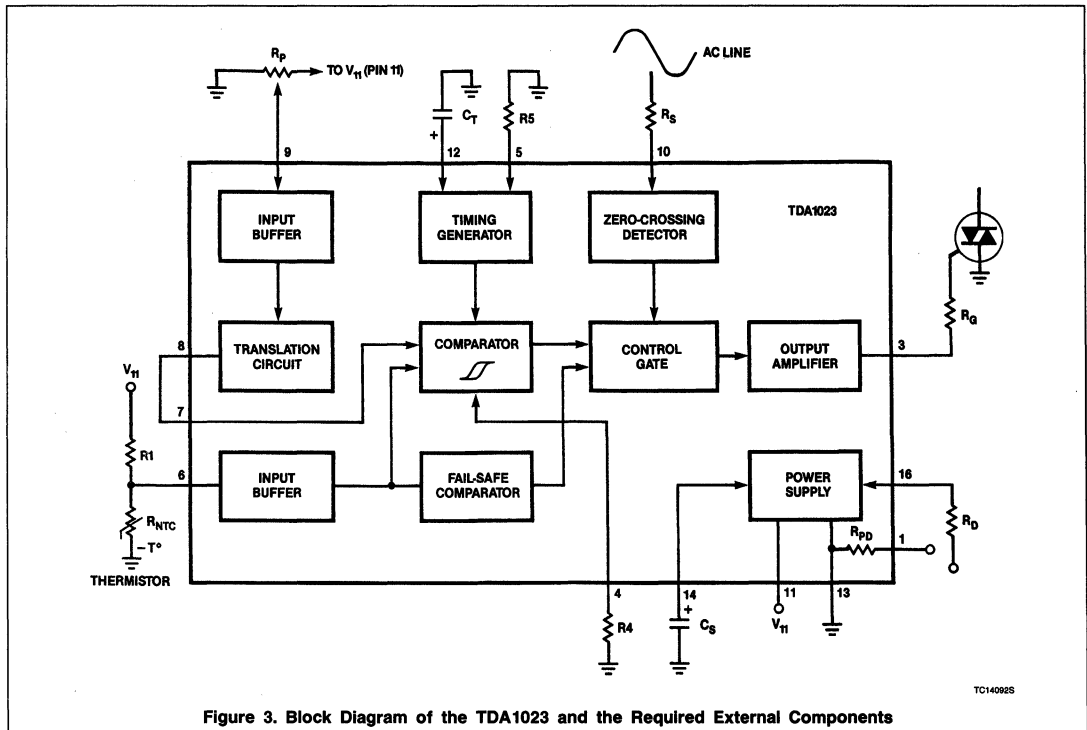 R_P
TO V_11 (PIN 11)
AC LINE
C_T
+
R5
R_S
9
12
5
10
INPUT
BUFFER
TIMING
GENERATOR
ZERO-CROSSING
DETECTOR
TDA1023
R_G
8
TRANSLATION
CIRCUIT
COMPARATOR
CONTROL
GATE
OUTPUT
AMPLIFIER
3
V_11
7
R1
6
INPUT
BUFFER
FAIL-SAFE
COMPARATOR
POWER
SUPPLY
16
R_NTC
R_D
–T°
R_PD
1
THERMISTOR
4
14
11
13
+
R4
C_S
V_11
TC14092S
Figure 3. Block Diagram of the TDA1023 and the Required External Components